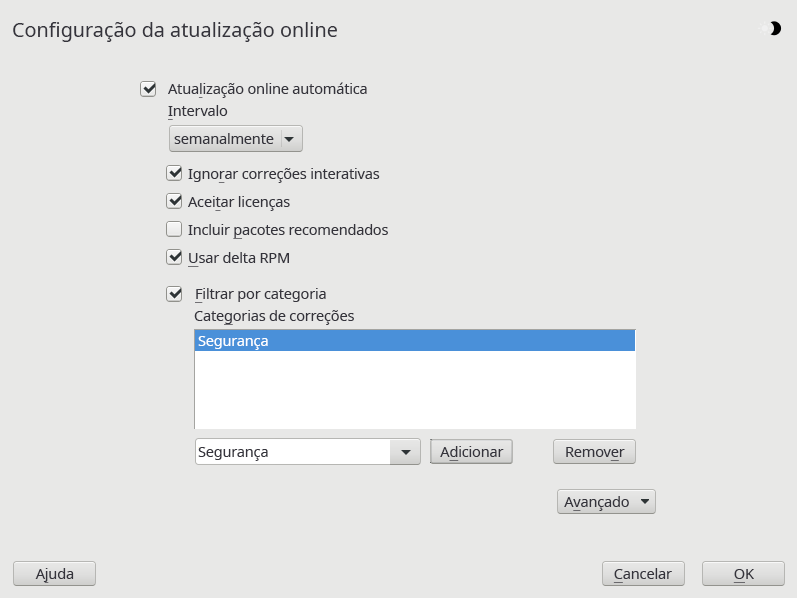 Configuração da atualização online
Atualização online automática
Intervalo
semanalmente
Ignorar correções interativas
Aceitar licenças
Incluir pacotes recomendados
Usar delta RPM
Filtrar por categoria
Categorias de correções
Segurança
Segurança Adicionar Remover
Avançado
Ajuda Cancelar OK